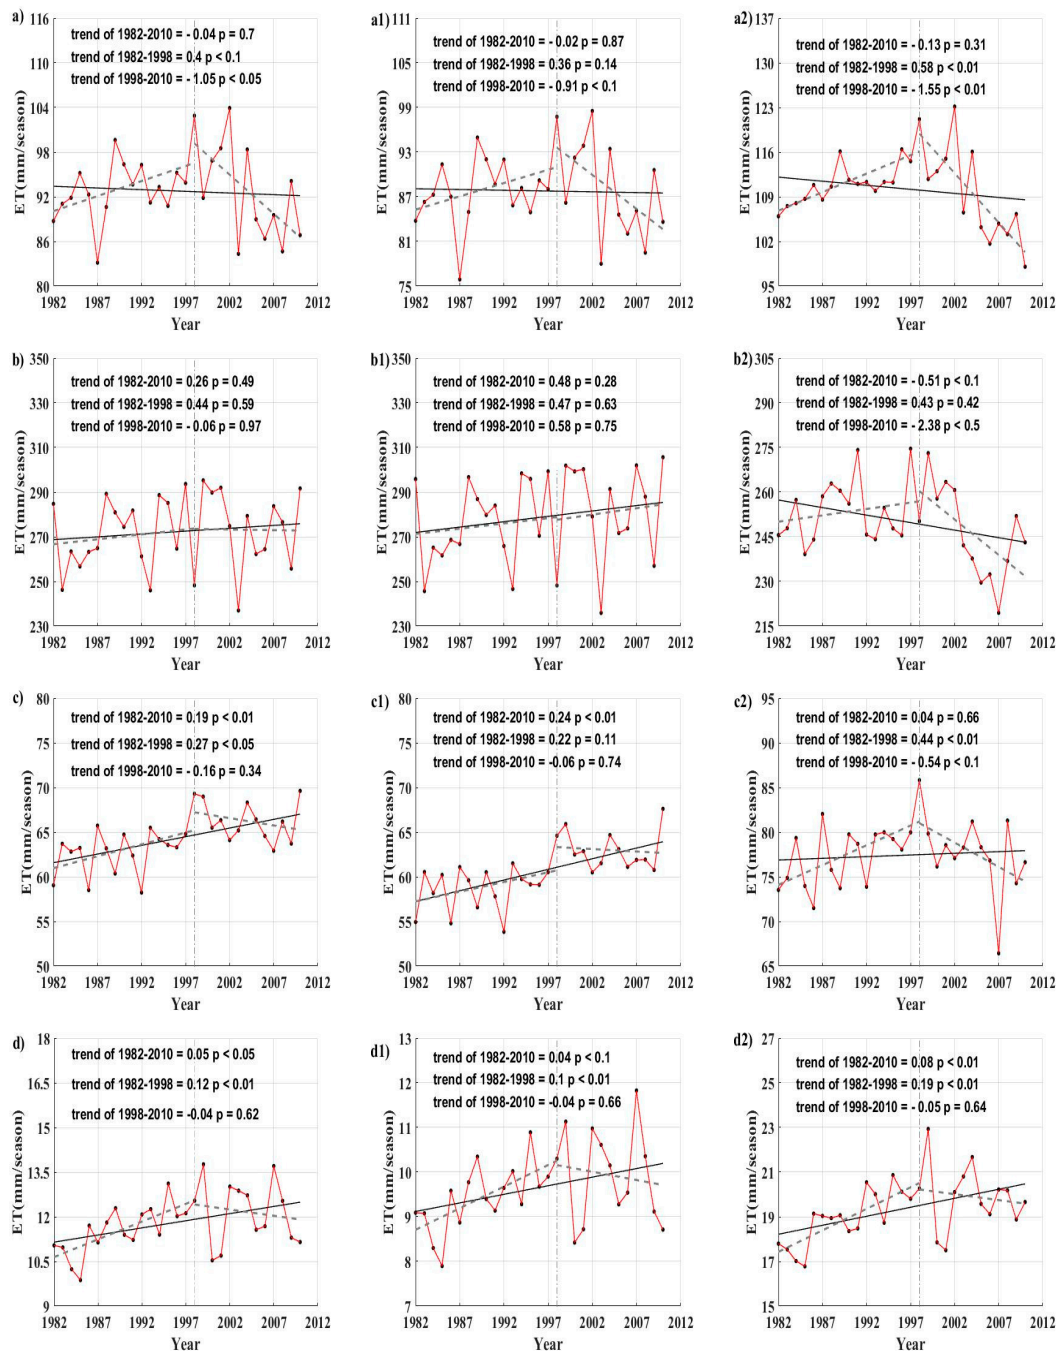 a)
116
110
104
98
92
86
80
ET(mm/season)
trend of 1982-2010 = - 0.04 p = 0.7
trend of 1982-1998 = 0.4 p < 0.1
trend of 1998-2010 = - 1.05 p < 0.05
1982 1987 1992 1997 2002 2007 2012
Year
a1)
111
105
99
93
87
81
75
ET(mm/season)
trend of 1982-2010 = - 0.02 p = 0.87
trend of 1982-1998 = 0.36 p = 0.14
trend of 1998-2010 = - 0.91 p < 0.1
1982 1987 1992 1997 2002 2007 2012
Year
a2)
137
130
123
116
109
102
95
ET(mm/season)
trend of 1982-2010 = - 0.13 p = 0.31
trend of 1982-1998 = 0.58 p < 0.01
trend of 1998-2010 = - 1.55 p < 0.01
1982 1987 1992 1997 2002 2007 2012
Year
b)
350
330
310
290
270
250
230
ET(mm/season)
trend of 1982-2010 = 0.26 p = 0.49
trend of 1982-1998 = 0.44 p = 0.59
trend of 1998-2010 = - 0.06 p = 0.97
1982 1987 1992 1997 2002 2007 2012
Year
b1)
350
330
310
290
270
250
230
ET(mm/season)
trend of 1982-2010 = 0.48 p = 0.28
trend of 1982-1998 = 0.47 p = 0.63
trend of 1998-2010 = 0.58 p = 0.75
1982 1987 1992 1997 2002 2007 2012
Year
b2)
305
290
275
260
245
230
215
ET(mm/season)
trend of 1982-2010 = - 0.51 p < 0.1
trend of 1982-1998 = 0.43 p = 0.42
trend of 1998-2010 = - 2.38 p < 0.5
1982 1987 1992 1997 2002 2007 2012
Year
c)
80
75
70
65
60
55
50
ET(mm/season)
trend of 1982-2010 = 0.19 p < 0.01
trend of 1982-1998 = 0.27 p < 0.05
trend of 1998-2010 = - 0.16 p = 0.34
1982 1987 1992 1997 2002 2007 2012
Year
c1)
80
75
70
65
60
55
50
ET(mm/season)
trend of 1982-2010 = 0.24 p < 0.01
trend of 1982-1998 = 0.22 p = 0.11
trend of 1998-2010 = -0.06 p = 0.74
1982 1987 1992 1997 2002 2007 2012
Year
c2)
95
90
85
80
75
70
65
ET(mm/season)
trend of 1982-2010 = 0.04 p = 0.66
trend of 1982-1998 = 0.44 p < 0.01
trend of 1998-2010 = - 0.54 p < 0.1
1982 1987 1992 1997 2002 2007 2012
Year
d)
18
16.5
15
13.5
12
10.5
9
ET(mm/season)
trend of 1982-2010 = 0.05 p < 0.05
trend of 1982-1998 = 0.12 p < 0.01
trend of 1998-2010 = -0.04 p = 0.62
1982 1987 1992 1997 2002 2007 2012
Year
d1)
13
12
11
10
9
8
7
ET(mm/season)
trend of 1982-2010 = 0.04 p < 0.1
trend of 1982-1998 = 0.1 p < 0.01
trend of 1998-2010 = -0.04 p = 0.66
1982 1987 1992 1997 2002 2007 2012
Year
d2)
27
25
23
21
19
17
15
ET(mm/season)
trend of 1982-2010 = 0.08 p < 0.01
trend of 1982-1998 = 0.19 p < 0.01
trend of 1998-2010 = - 0.05 p = 0.64
1982 1987 1992 1997 2002 2007 2012
Year